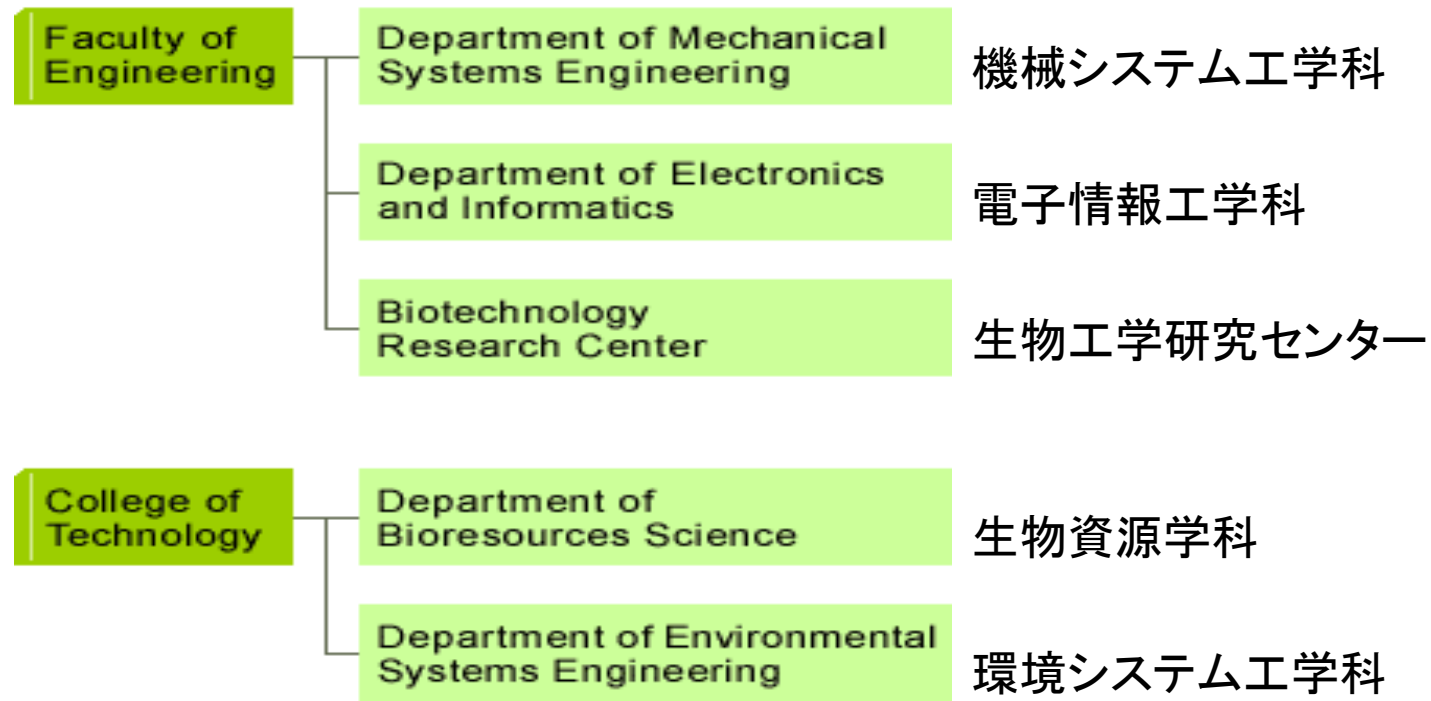 Faculty of
Engineering
Department of Mechanical
Systems Engineering
機械システム工学科
Department of Electronics
and Informatics
電子情報工学科
Biotechnology
Research Center
生物工学研究センター
College of
Technology
Department of
Bioresources Science
生物資源学科
Department of Environmental
Systems Engineering
環境システム工学科